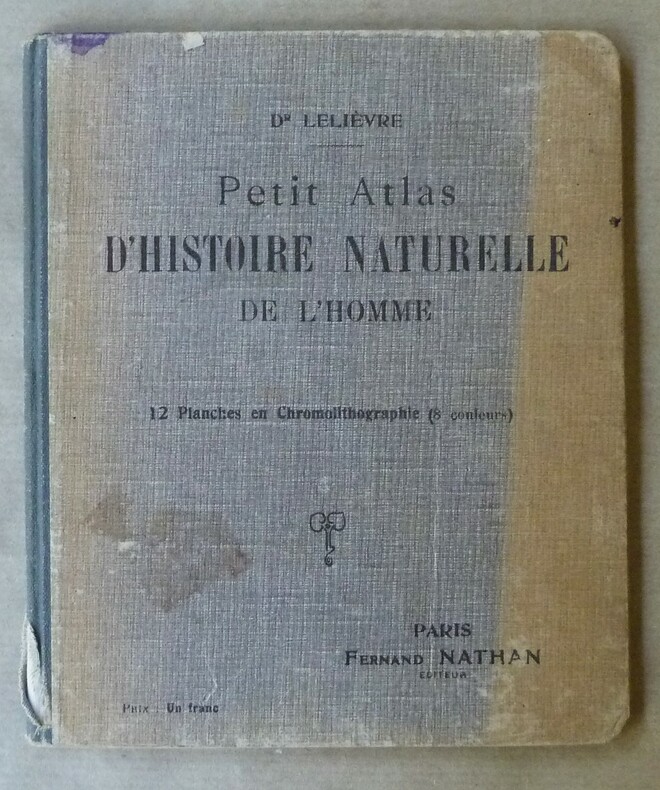 Dr LELIÈVRE
Petit Atlas
D'HISTOIRE NATURELLE
DE L'HOMME
12 Planches en Chromolithographie (8 couleurs)
PARIS
FERNAND NATHAN
EDITEUR
PRIX : Un franc